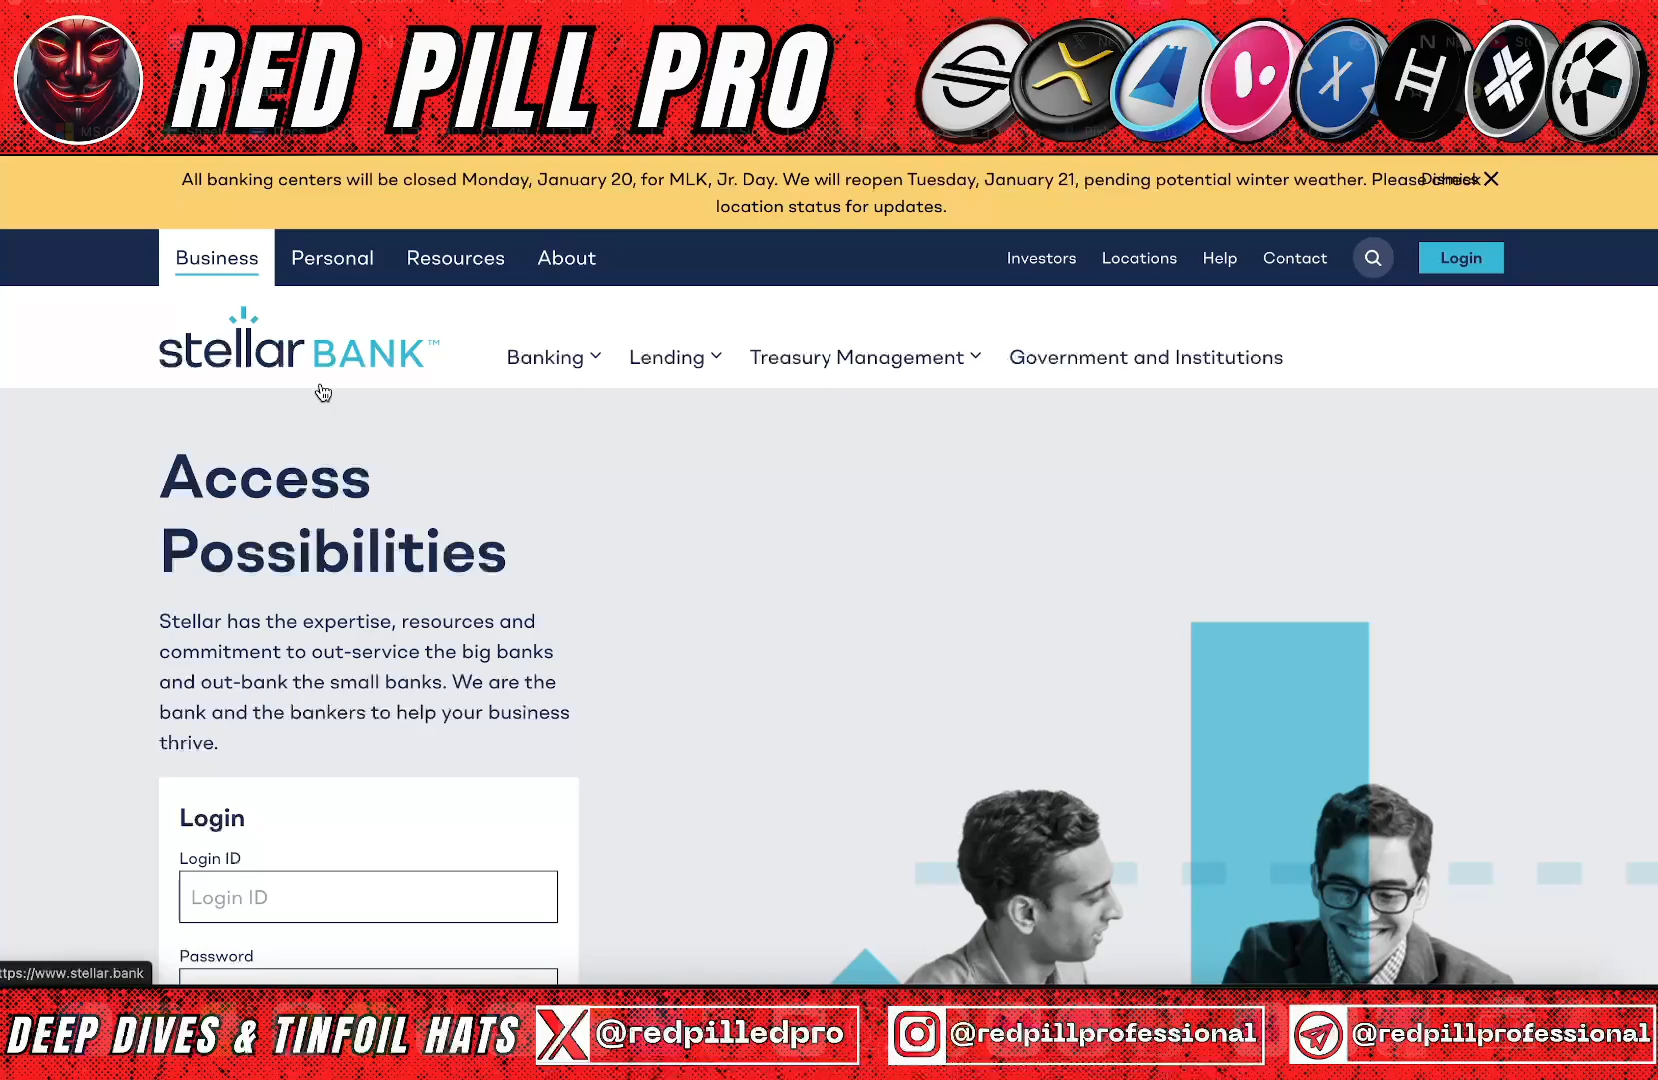 RED PILL PRO
All banking centers will be closed Monday, January 20, for MLK, Jr. Day. We will reopen Tuesday, January 21, pending potential winter weather. Please check
location status for updates.
Dismiss
Business Personal Resources About Investors Locations Help Contact Login
stellar BANK™ Banking Lending Treasury Management Government and Institutions
Access
Possibilities
Stellar has the expertise, resources and
commitment to out-service the big banks
and out-bank the small banks. We are the
bank and the bankers to help your business
thrive.
Login
Login ID
Login ID
Password
ttps://www.stellar.bank
DEEP DIVES & TINFOIL HATS @redpilledpro @redpillprofessional @redpillprofessional